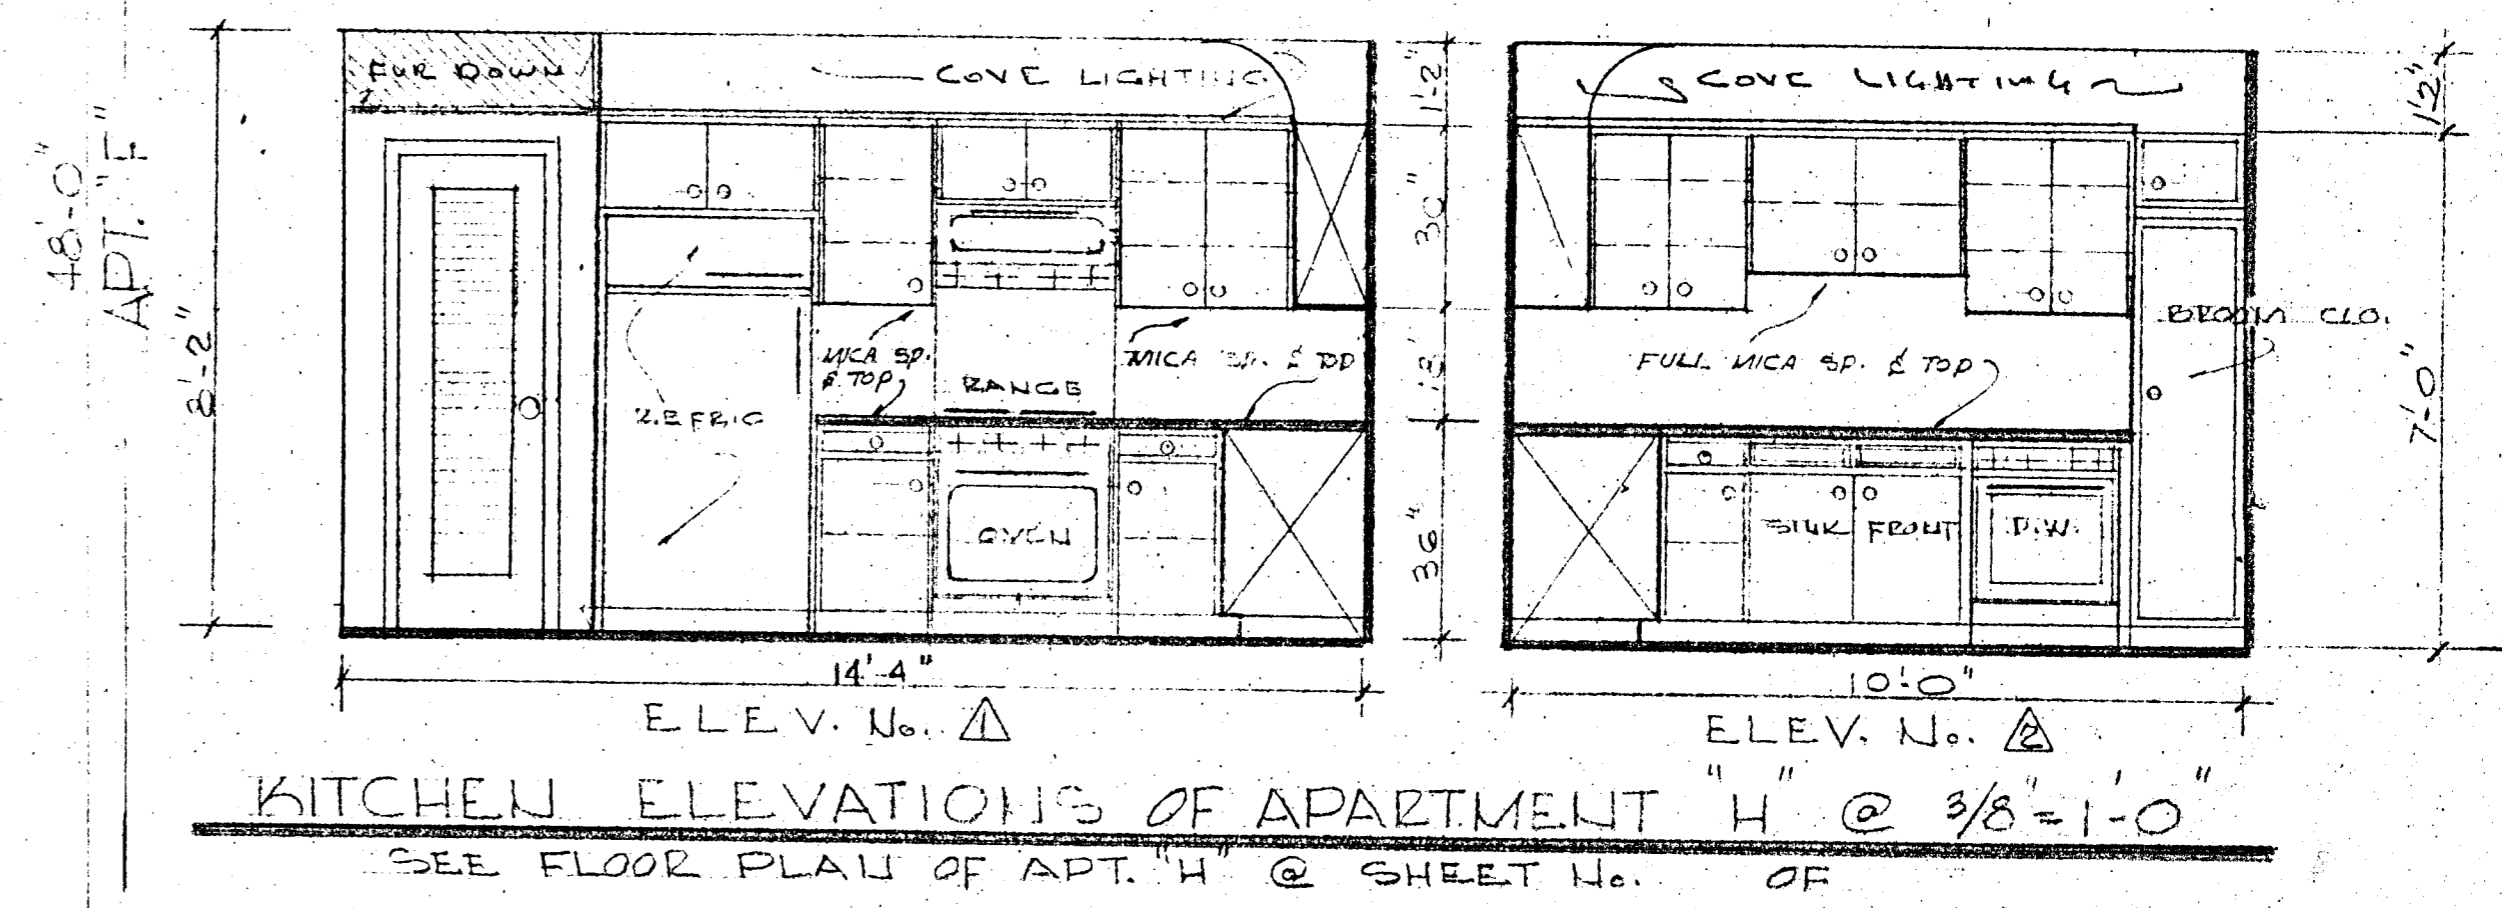 48'-0"
APT. "F"
8'-2"
FUR DOWN
COVE LIGHTING
1'-2"
30"
18"
36"
MICA SP.
& TOP
RANGE
MICA SP. & TOP
REFRIG
OVEN
14'-4"
ELEV. No. 1
COVE LIGHTING
1'-2"
7'-0"
BROOM CLO.
FULL MICA SP. & TOP
SINK FRONT
D.W.
10'-0"
ELEV. No. 2
KITCHEN ELEVATIONS OF APARTMENT "H" @ 3/8"=1'-0"
SEE FLOOR PLAN OF APT. "H" @ SHEET No. OF